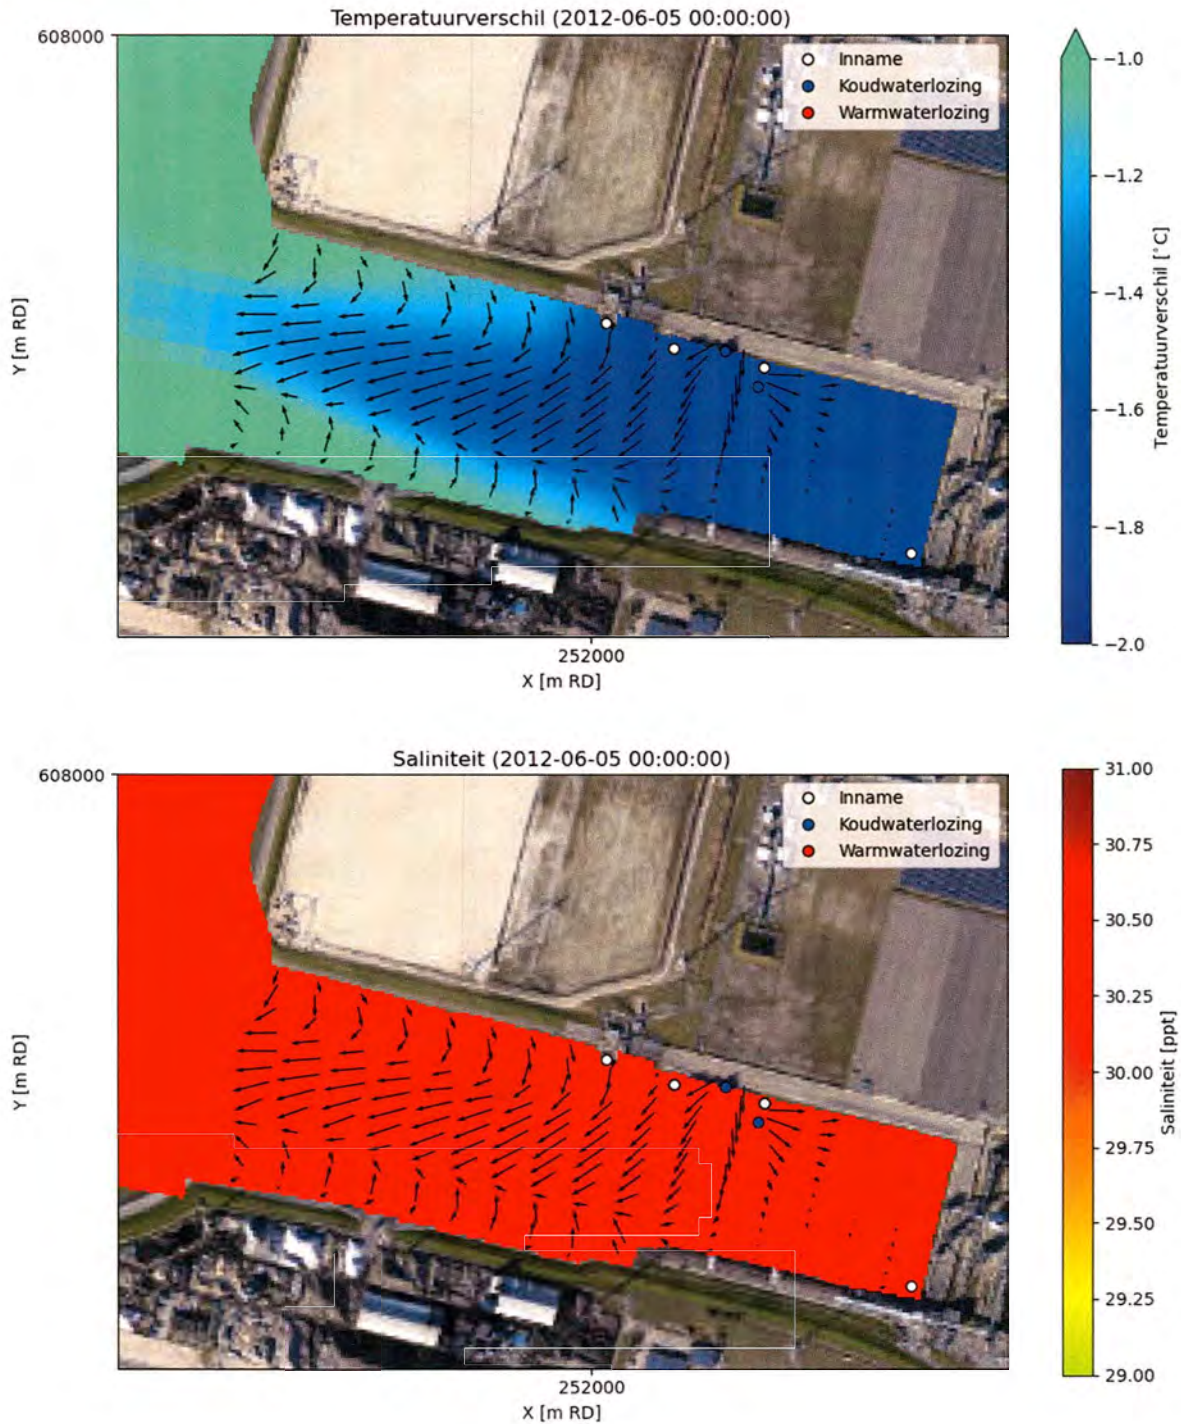 Temperatuurverschil (2012-06-05 00:00:00)
608000
Inname
Koudwaterlozing
Warmwaterlozing
Y [m RD]
252000
X [m RD]
−1.0
−1.2
−1.4
−1.6
−1.8
−2.0
Temperatuurverschil [°C]
Saliniteit (2012-06-05 00:00:00)
608000
Inname
Koudwaterlozing
Warmwaterlozing
Y [m RD]
252000
X [m RD]
31.00
30.75
30.50
30.25
30.00
29.75
29.50
29.25
29.00
Saliniteit [ppt]